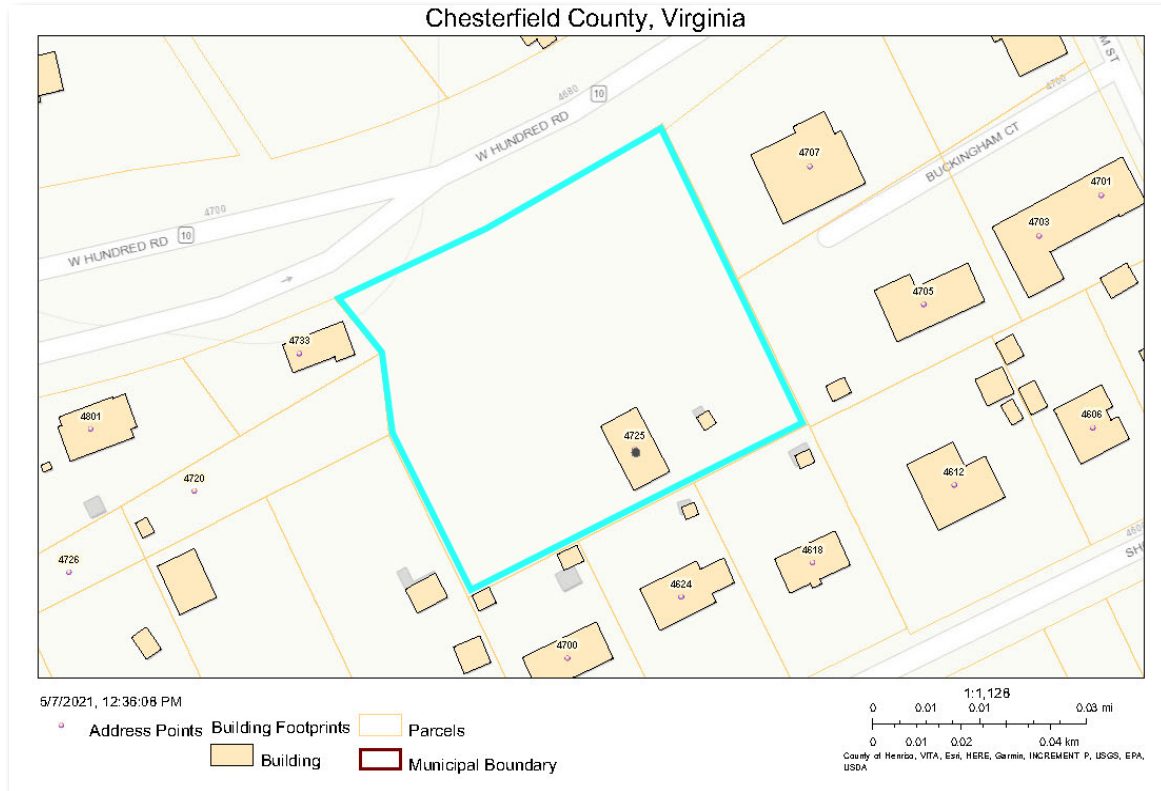 Chesterfield County, Virginia
M ST
4680
10
4700
W HUNDRED RD
4707
BUCKINGHAM CT
4701
4700
4703
W HUNDRED RD
10
4705
4733
4801
4725
4606
4720
4612
4726
4618
4624
4700
SH
5/7/2021, 12:36:06 PM
Address Points
Building Footprints
Building
Parcels
Municipal Boundary
1:1,128
0 0.01 0.01 0.03 mi
0 0.01 0.02 0.04 km
County of Henrico, VITA, Esri, HERE, Garmin, INCREMENT P, USGS, EPA,
USDA